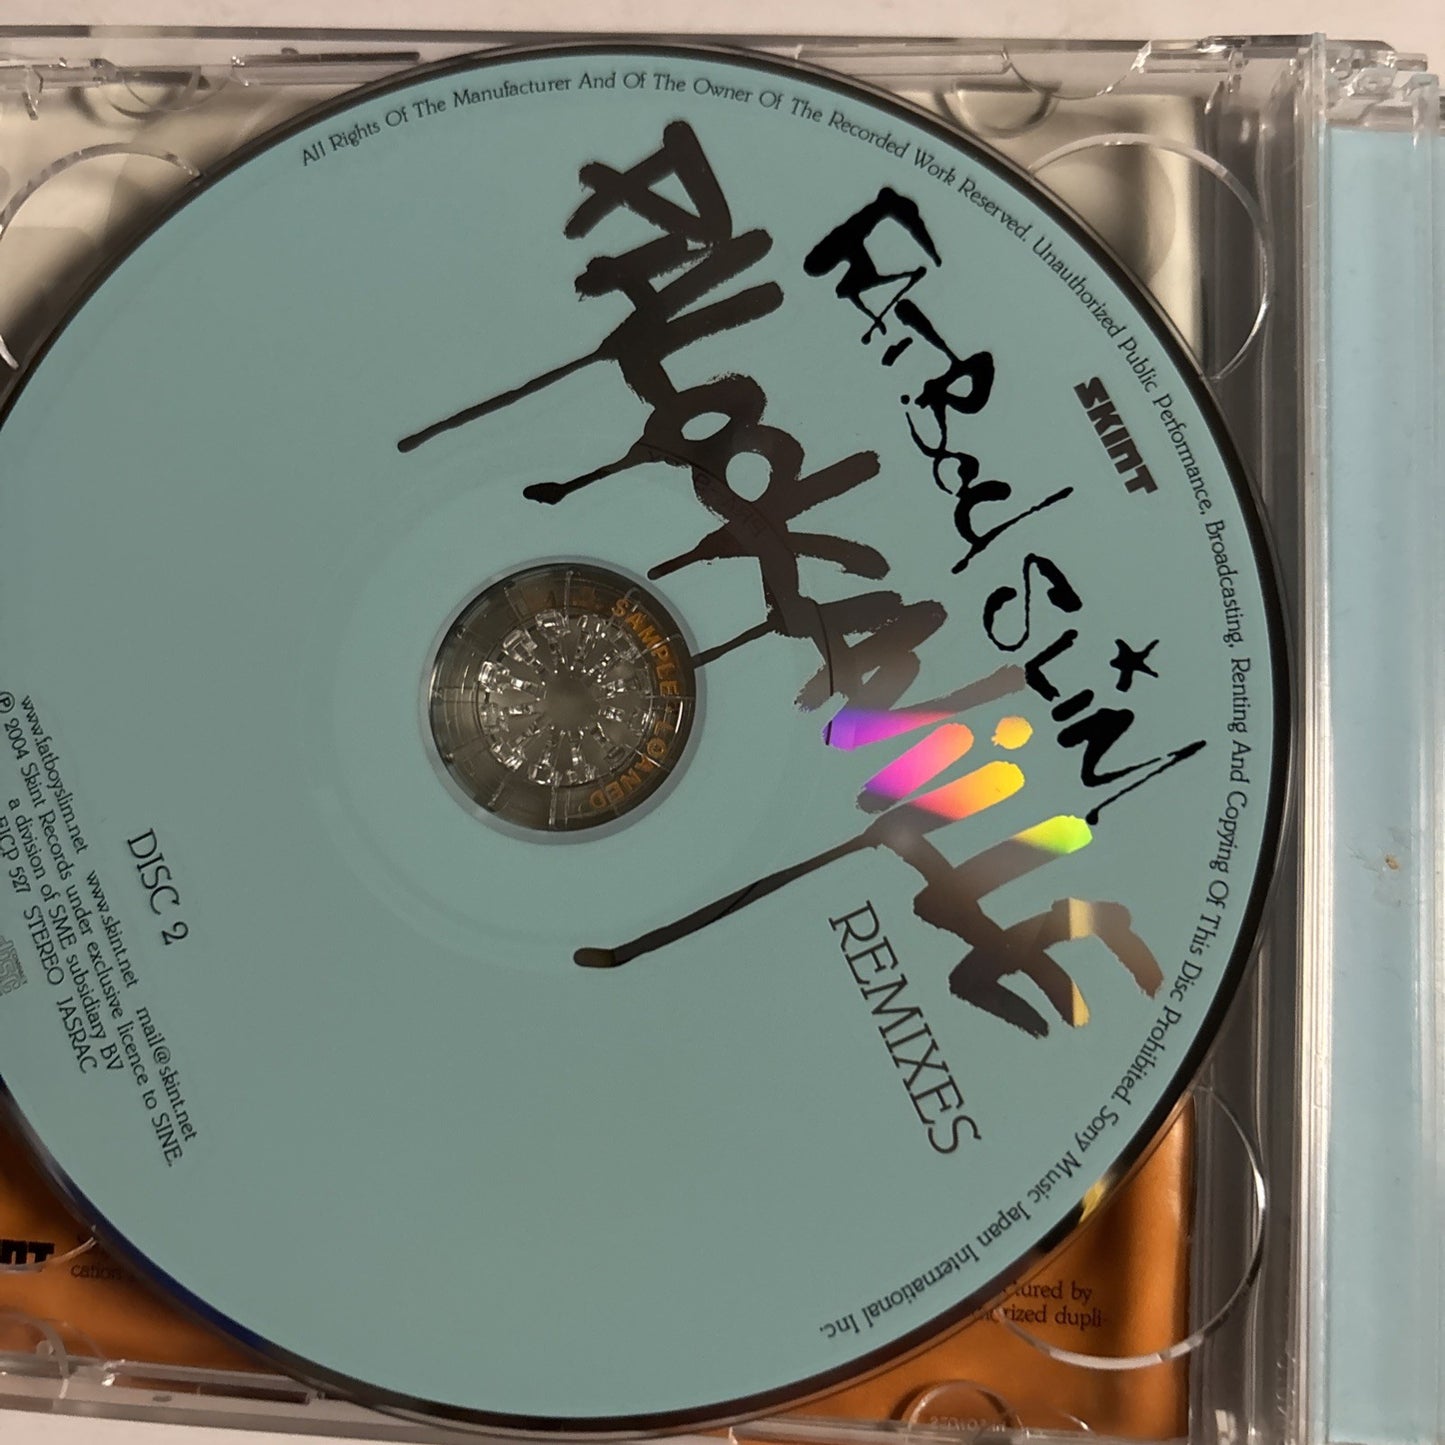 All Rights Of The Manufacturer And Of The Owner Of The Recorded Work Reserved. Unauthorized Public Performance, Broadcasting, Renting And Copying Of This Disc Prohibited. Sony Music Japan International Inc.
SKINT
FATBOY SLIM
PALOOKAVILLE
REMIXES
SAMPLE LOANED
DISC 2
www.fatboyslim.net www.skint.net mail@skint.net
℗ 2004 Skint Records under exclusive licence to SINE,
a division of SME subsidiary BV
EICP 527 STEREO JASRAC